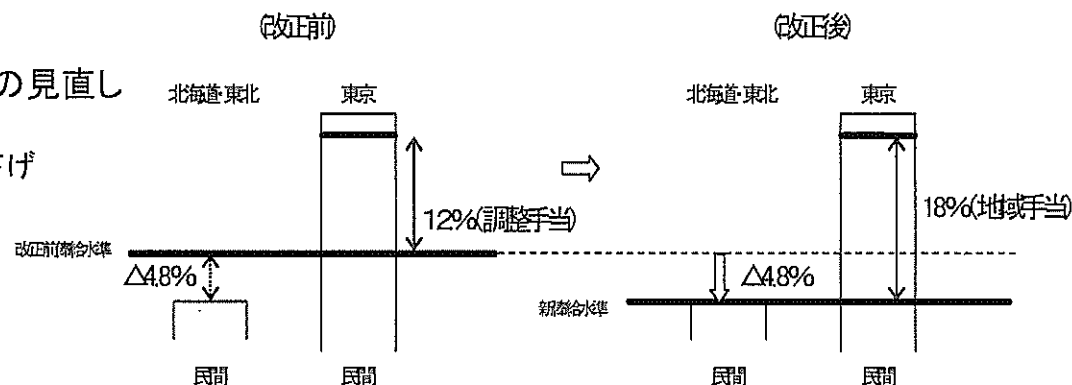 (改正前)
(改正後)
の見直し
北海道・東北
東京
北海道・東北
東京
げ
12%(調整手当)
18%(地域手当)
改正前俸給水準
△4.8%
△4.8%
新俸給水準
民間
民間
民間
民間